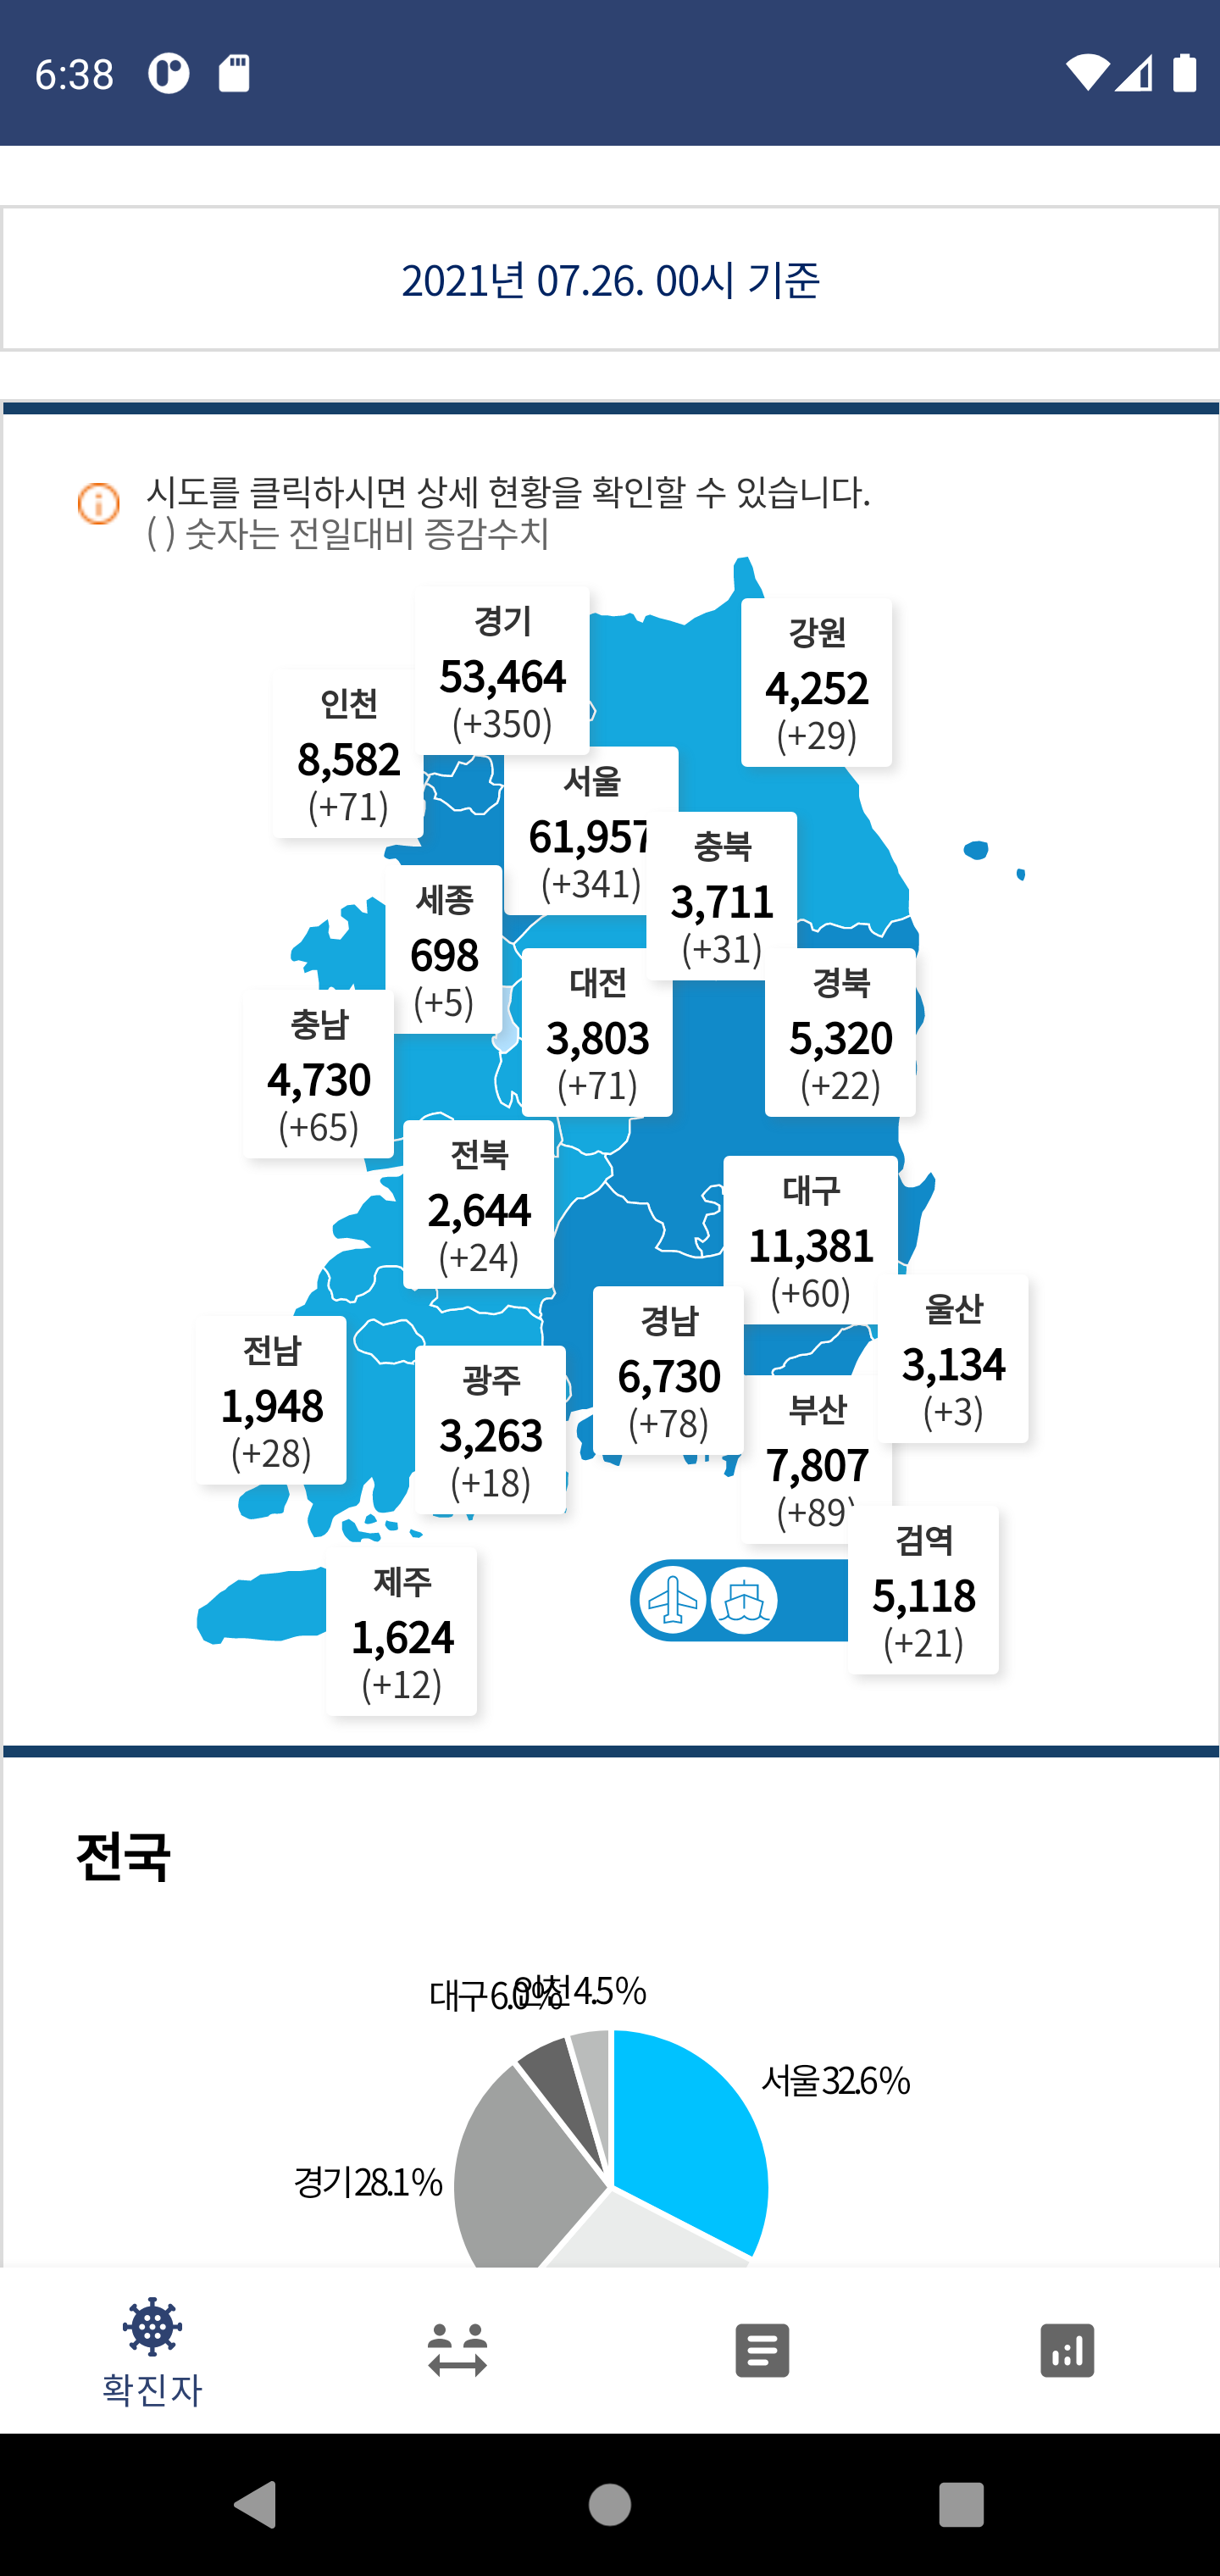 6:38
2021년 07.26. 00시 기준
시도를 클릭하시면 상세 현황을 확인할 수 있습니다.
( ) 숫자는 전일대비 증감수치
경기
53,464
(+350)
강원
4,252
(+29)
인천
8,582
(+71)
서울
61,957
(+341)
충북
3,711
(+31)
세종
698
(+5)
대전
3,803
(+71)
경북
5,320
(+22)
충남
4,730
(+65)
전북
2,644
(+24)
대구
11,381
(+60)
울산
3,134
(+3)
경남
6,730
(+78)
전남
1,948
(+28)
광주
3,263
(+18)
부산
7,807
(+89)
검역
5,118
(+21)
제주
1,624
(+12)
전국
대구 6.0%
인천 4.5%
서울 32.6%
경기 28.1%
확진자